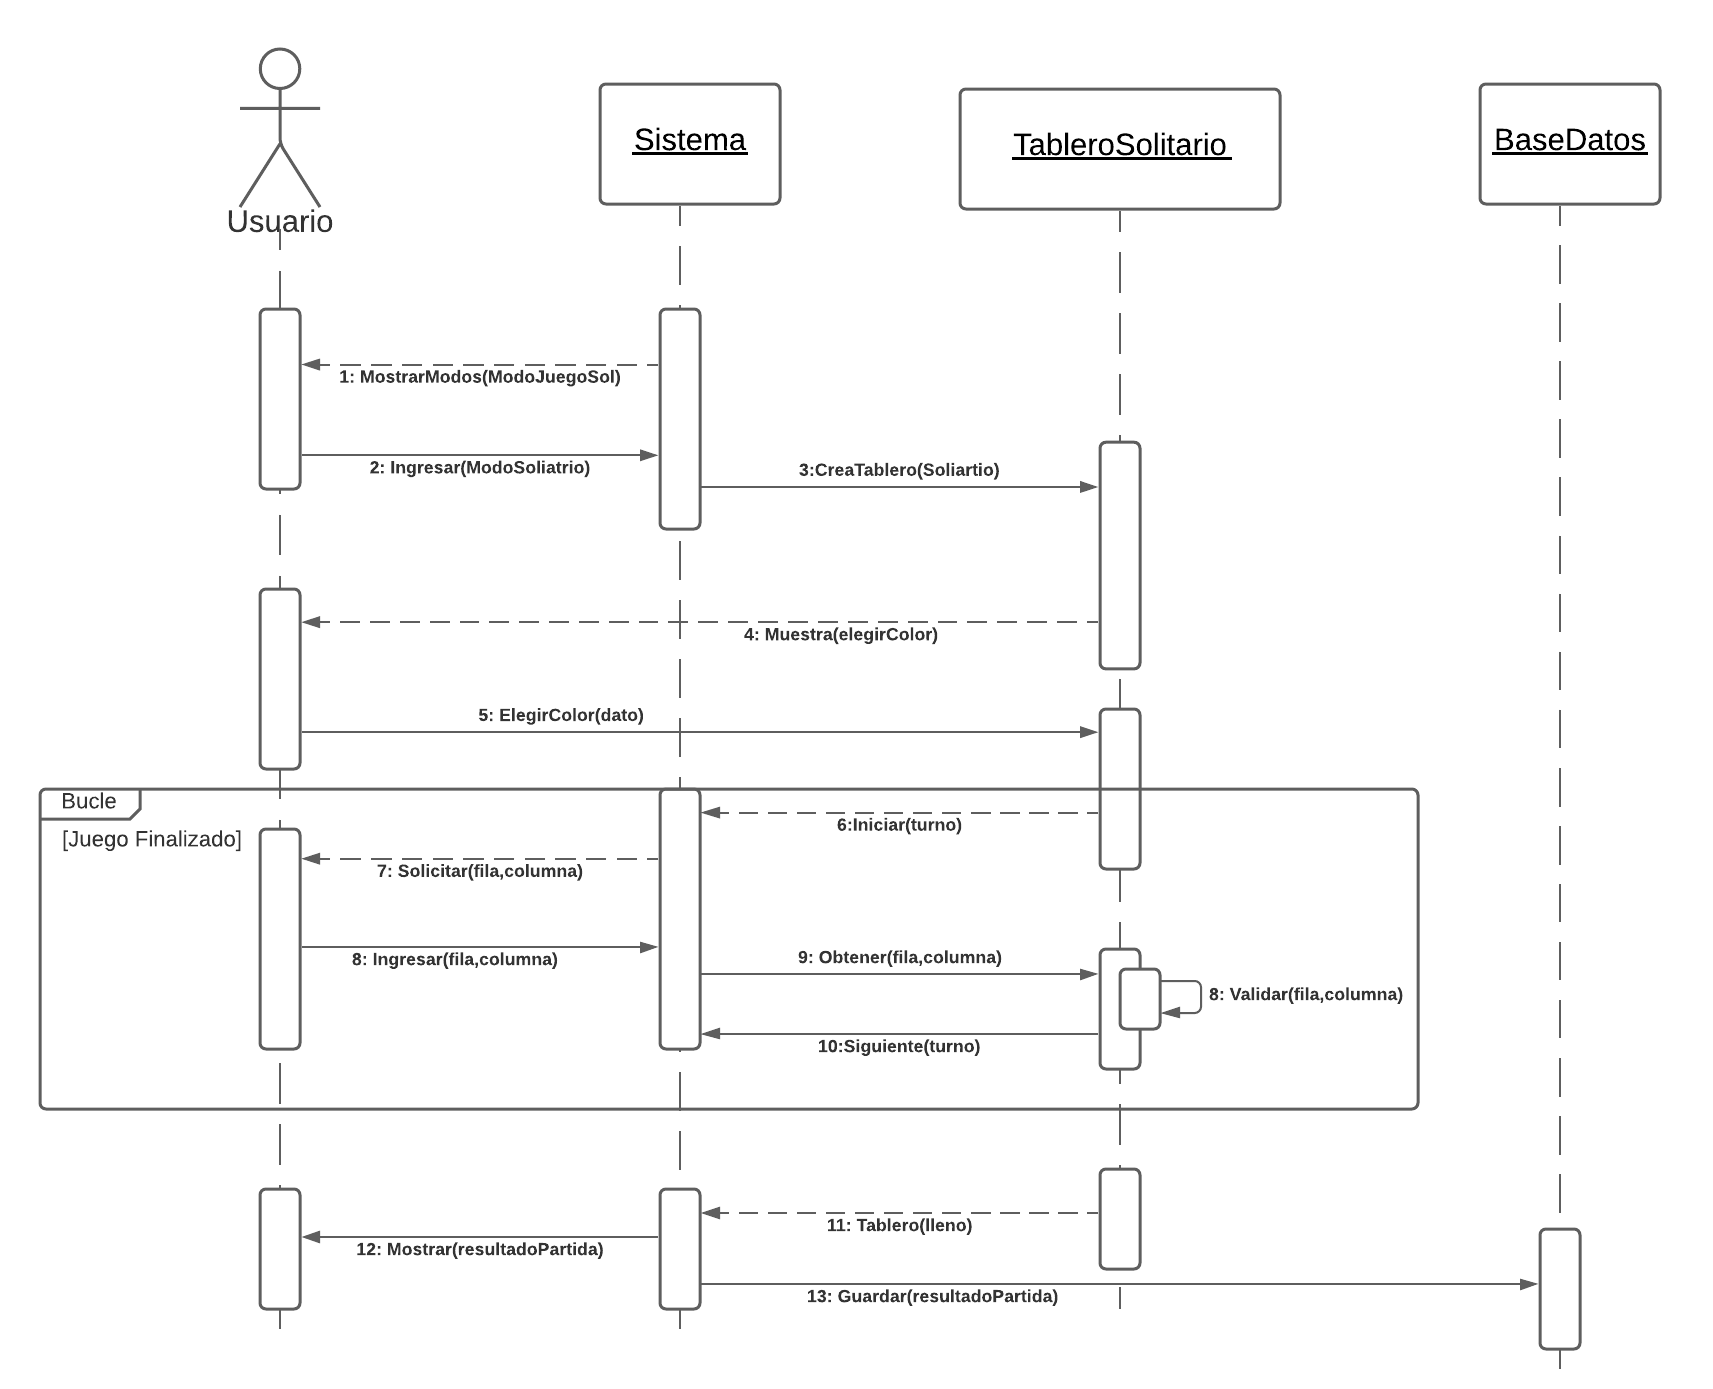 Usuario
Sistema
TableroSolitario
BaseDatos
1: MostrarModos(ModoJuegoSol)
2: Ingresar(ModoSoliatrio)
3:CreaTablero(Soliartio)
4: Muestra(elegirColor)
5: ElegirColor(dato)
Bucle
[Juego Finalizado]
6:Iniciar(turno)
7: Solicitar(fila,columna)
8: Ingresar(fila,columna)
9: Obtener(fila,columna)
8: Validar(fila,columna)
10:Siguiente(turno)
11: Tablero(lleno)
12: Mostrar(resultadoPartida)
13: Guardar(resultadoPartida)